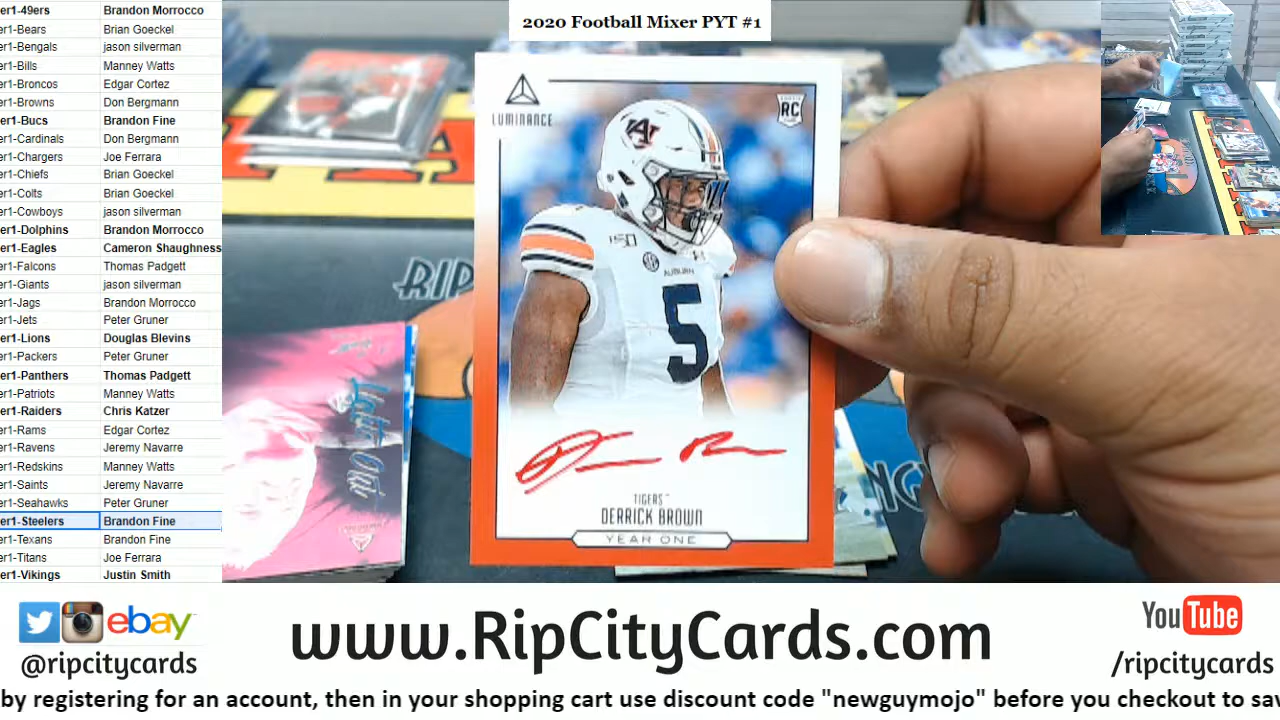 2020 Football Mixer PYT #1
er1-49ers Brandon Morrocco
er1-Bears Brian Goeckel
er1-Bengals jason silverman
er1-Bills Manney Watts
er1-Broncos Edgar Cortez
er1-Browns Don Bergmann
er1-Bucs Brandon Fine
er1-Cardinals Don Bergmann
er1-Chargers Joe Ferrara
er1-Chiefs Brian Goeckel
er1-Colts Brian Goeckel
er1-Cowboys jason silverman
er1-Dolphins Brandon Morrocco
er1-Eagles Cameron Shaughness
er1-Falcons Thomas Padgett
er1-Giants jason silverman
er1-Jags Brandon Morrocco
er1-Jets Peter Gruner
er1-Lions Douglas Blevins
er1-Packers Peter Gruner
er1-Panthers Thomas Padgett
er1-Patriots Manney Watts
er1-Raiders Chris Katzer
er1-Rams Edgar Cortez
er1-Ravens Jeremy Navarre
er1-Redskins Manney Watts
er1-Saints Jeremy Navarre
er1-Seahawks Peter Gruner
er1-Steelers Brandon Fine
er1-Texans Brandon Fine
er1-Titans Joe Ferrara
er1-Vikings Justin Smith
LUMINANCE
RC
AU
150
SEC
AUBURN
5
TIGERS
DERRICK BROWN
YEAR ONE
RIP
ebay
@ripcitycards
www.RipCityCards.com
YouTube
/ripcitycards
by registering for an account, then in your shopping cart use discount code "newguymojo" before you checkout to sav